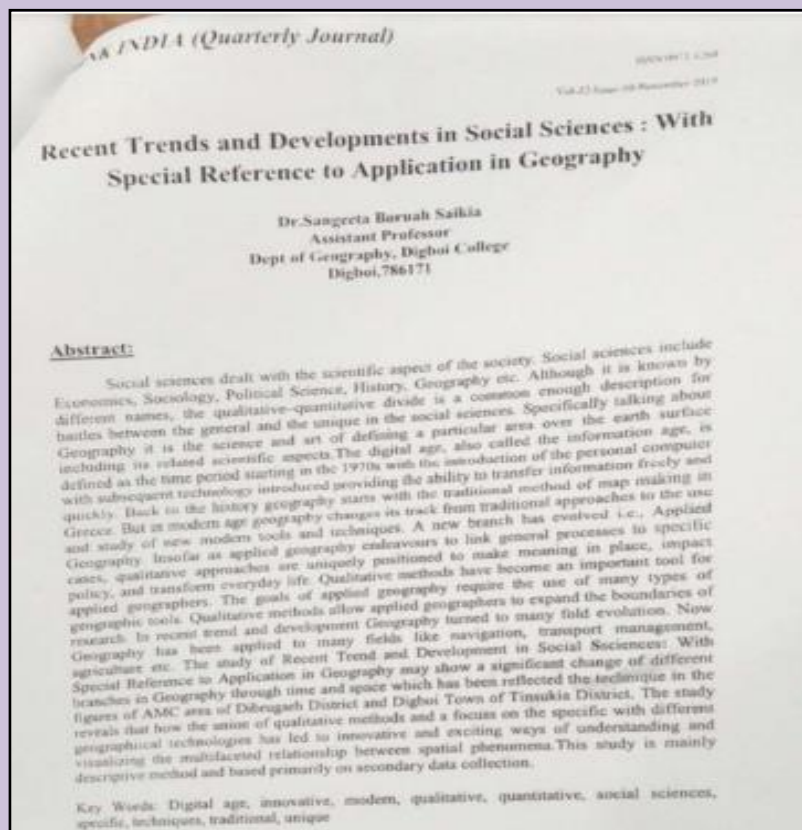 INDIA (Quarterly Journal)
Recent Trends and Developments in Social Sciences : With
Special Reference to Application in Geography
Dr.Sangeeta Boruah Saikia
Assistant Professor
Dept of Geography, Digboi College
Digboi,786171
Abstract:
Social sciences dealt with the scientific aspect of the society. Social sciences include
Economics, Sociology, Political Science, History, Geography etc. Although it is known by
different names, the qualitative-quantitative divide is a common enough description for
battles between the general and the unique in the social sciences. Specifically talking about
Geography it is the science and art of defining a particular area over the earth surface
including its related scientific aspects.The digital age, also called the information age, is
defined as the time period starting in the 1970s with the introduction of the personal computer
with subsequent technology introduced providing the ability to transfer information freely and
quickly. Back to the history geography starts with the traditional method of map making in
Greece. But in modern age geography changes its track from traditional approaches to the use
and study of new modern tools and techniques. A new branch has evolved i.e., Applied
Geography. Insofar as applied geography endeavours to link general processes to specific
cases, qualitative approaches are uniquely positioned to make meaning in place, impact
policy, and transform everyday life. Qualitative methods have become an important tool for
applied geographers. The goals of applied geography require the use of many types of
geographic tools. Qualitative methods allow applied geographers to expand the boundaries of
research. In recent trend and development Geography turned to many fold evolution. Now
Geography has been applied to many fields like navigation, transport management,
agriculture etc. The study of Recent Trend and Development in Social Ssciences: With
Special Reference to Application in Geography may show a significant change of different
branches in Geography through time and space which has been reflected the technique in the
figures of AMC area of Dibrugarh District and Digboi Town of Tinsukia District. The study
reveals that how the union of qualitative methods and a focus on the specific with different
geographical technologies has led to innovative and exciting ways of understanding and
visualizing the multifaceted relationship between spatial phenomena.This study is mainly
descriptive method and based primarily on secondary data collection.
Key Words: Digital age, innovative, modern, qualitative, quantitative, social sciences,
specific, techniques, traditional, unique